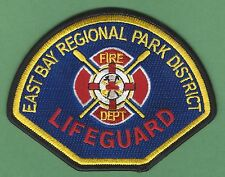 EAST BAY REGIONAL PARK DISTRICT
FIRE
DEPT
LIFEGUARD